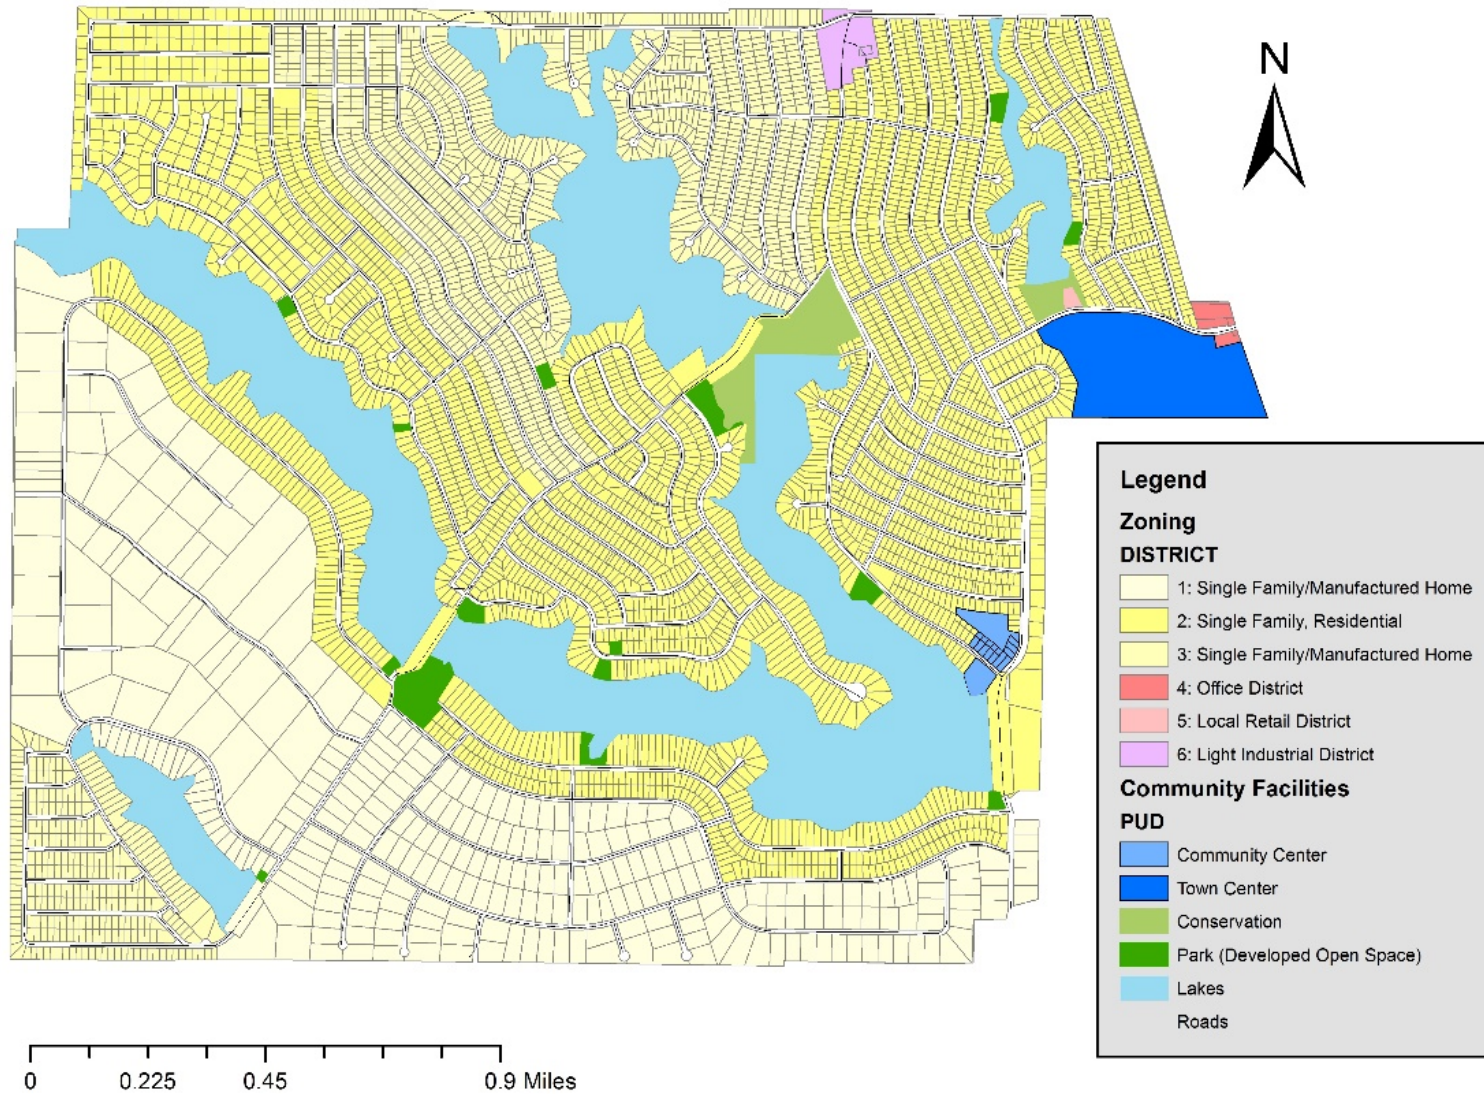 N
Legend
Zoning
DISTRICT
1: Single Family/Manufactured Home
2: Single Family, Residential
3: Single Family/Manufactured Home
4: Office District
5: Local Retail District
6: Light Industrial District
Community Facilities
PUD
Community Center
Town Center
Conservation
Park (Developed Open Space)
Lakes
Roads
0 0.225 0.45 0.9 Miles